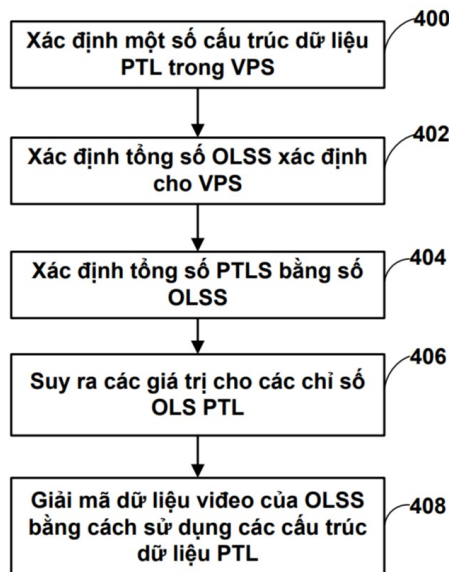 400
Xác định một số cấu trúc dữ liệu
PTL trong VPS
402
Xác định tổng số OLSS xác định
cho VPS
404
Xác định tổng số PTLS bằng số
OLSS
406
Suy ra các giá trị cho các chỉ số
OLS PTL
408
Giải mã dữ liệu viđeo của OLSS
bằng cách sử dụng các cấu trúc
dữ liệu PTL